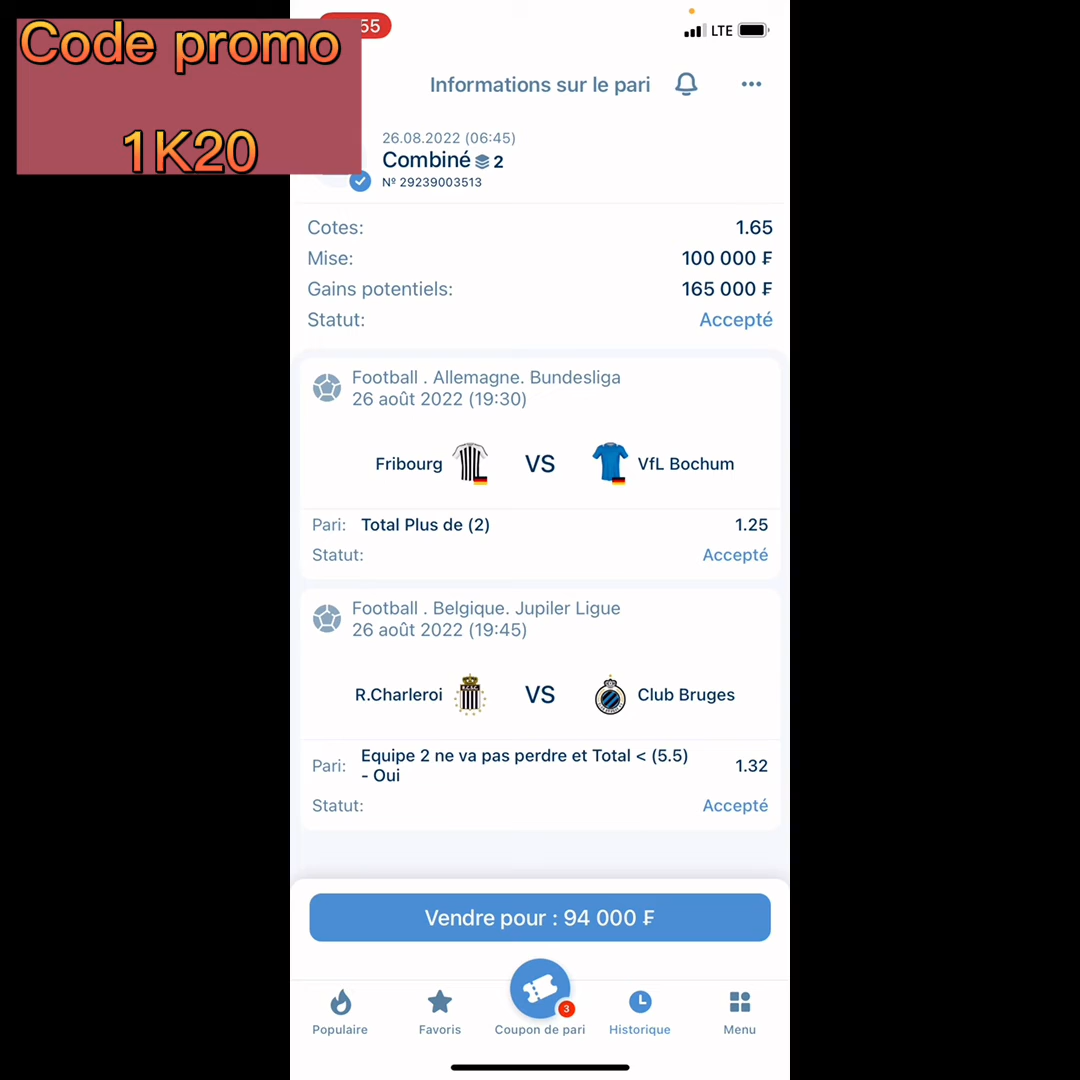 Code promo
1K20
55
LTE
Informations sur le pari
26.08.2022 (06:45)
Combiné 2
Nº 29239003513
Cotes: 1.65
Mise: 100 000 ₣
Gains potentiels: 165 000 ₣
Statut: Accepté
Football . Allemagne. Bundesliga
26 août 2022 (19:30)
Fribourg VS VfL Bochum
Pari: Total Plus de (2) 1.25
Statut: Accepté
Football . Belgique. Jupiler Ligue
26 août 2022 (19:45)
R.Charleroi VS Club Bruges
Pari: Equipe 2 ne va pas perdre et Total < (5.5) 1.32
- Oui
Statut: Accepté
Vendre pour : 94 000 ₣
3
Populaire Favoris Coupon de pari Historique Menu